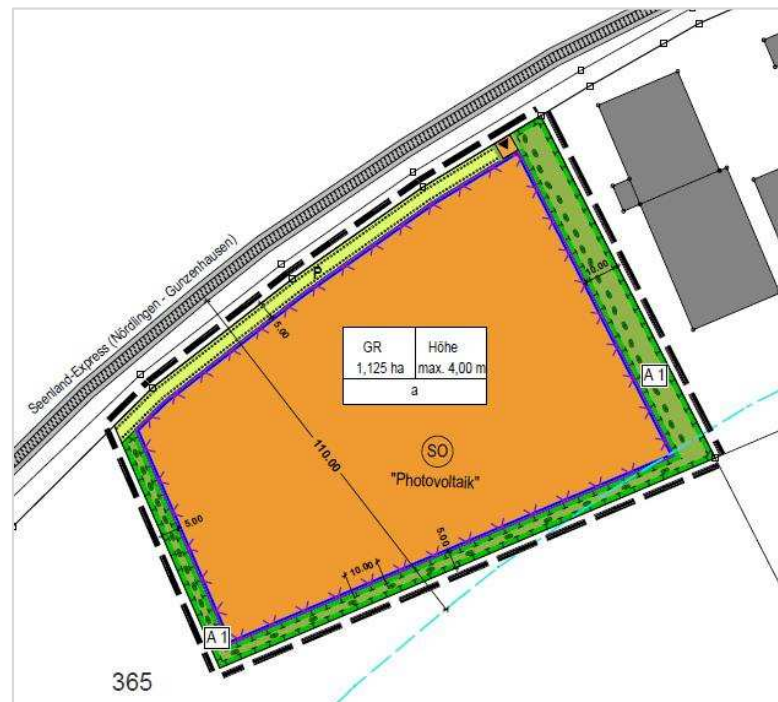 Seenland-Express (Nördlingen - Gunzenhausen)
P
5.00
10.00
GR
Höhe
1,125 ha
max. 4,00 m
a
A 1
110.00
SO
"Photovoltaik"
5.00
5.00
10.00
A 1
365